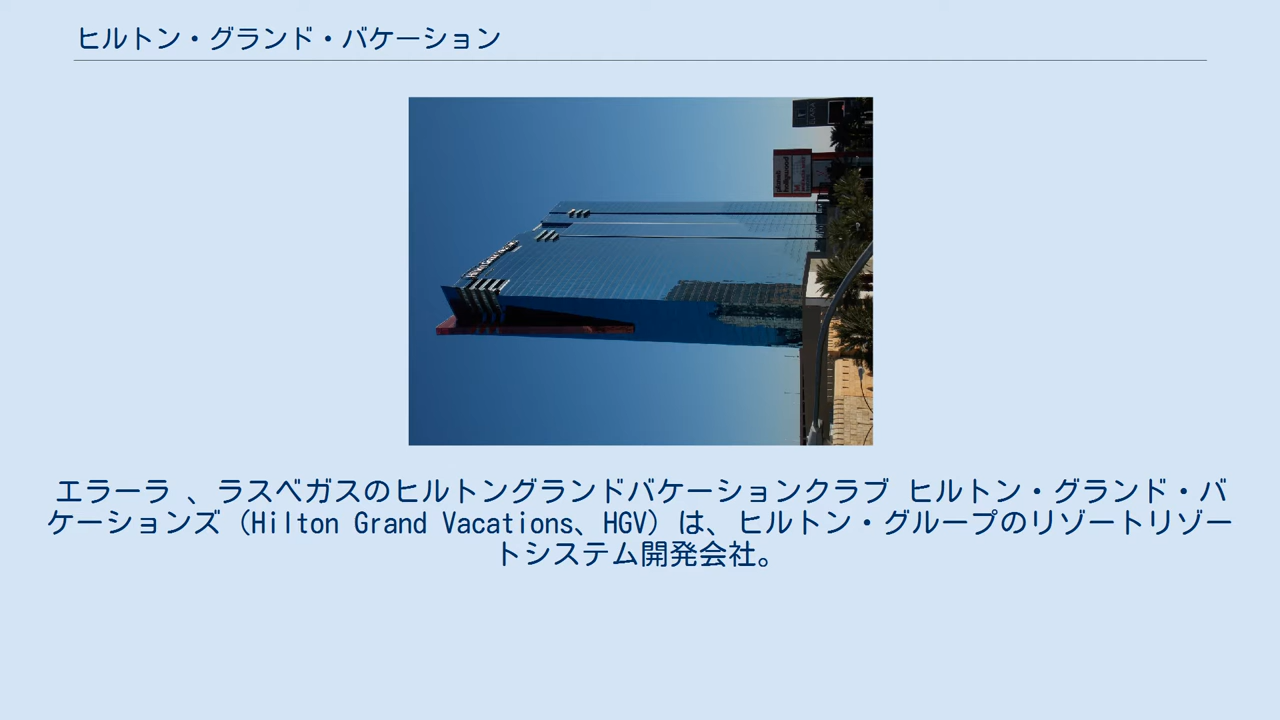 ヒルトン・グランド・バケーション
エラーラ 、ラスベガスのヒルトングランドバケーションクラブ ヒルトン・グランド・バ
ケーションズ（Hilton Grand Vacations、HGV）は、ヒルトン・グループのリゾートリゾー
トシステム開発会社。